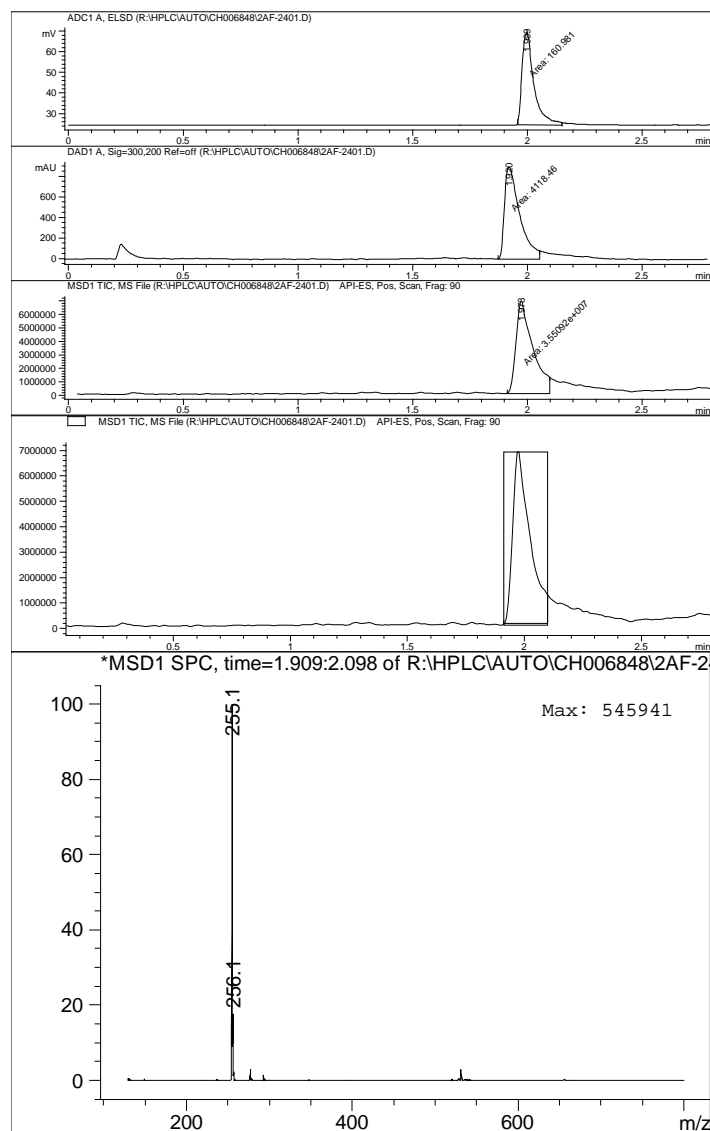 ADC1 A, ELSD (R:\HPLC\AUTO\CH006848\2AF-2401.D)
mV
60
50
40
30
1.989
Area: 160.981
0 0.5 1 1.5 2 2.5 min
DAD1 A, Sig=300,200 Ref=off (R:\HPLC\AUTO\CH006848\2AF-2401.D)
mAU
600
400
200
0
1.920
Area: 4118.46
0 0.5 1 1.5 2 2.5 min
MSD1 TIC, MS File (R:\HPLC\AUTO\CH006848\2AF-2401.D) API-ES, Pos, Scan, Frag: 90
6000000
5000000
4000000
3000000
2000000
1000000
0
Area: 3.55092e+007
0 0.5 1 1.5 2 2.5 min
MSD1 TIC, MS File (R:\HPLC\AUTO\CH006848\2AF-2401.D) API-ES, Pos, Scan, Frag: 90
7000000
6000000
5000000
4000000
3000000
2000000
1000000
0
0.5 1 1.5 2 2.5 min
*MSD1 SPC, time=1.909:2.098 of R:\HPLC\AUTO\CH006848\2AF-24
Max: 545941
100
80
60
40
20
0
255.1
256.1
200 400 600 m/z